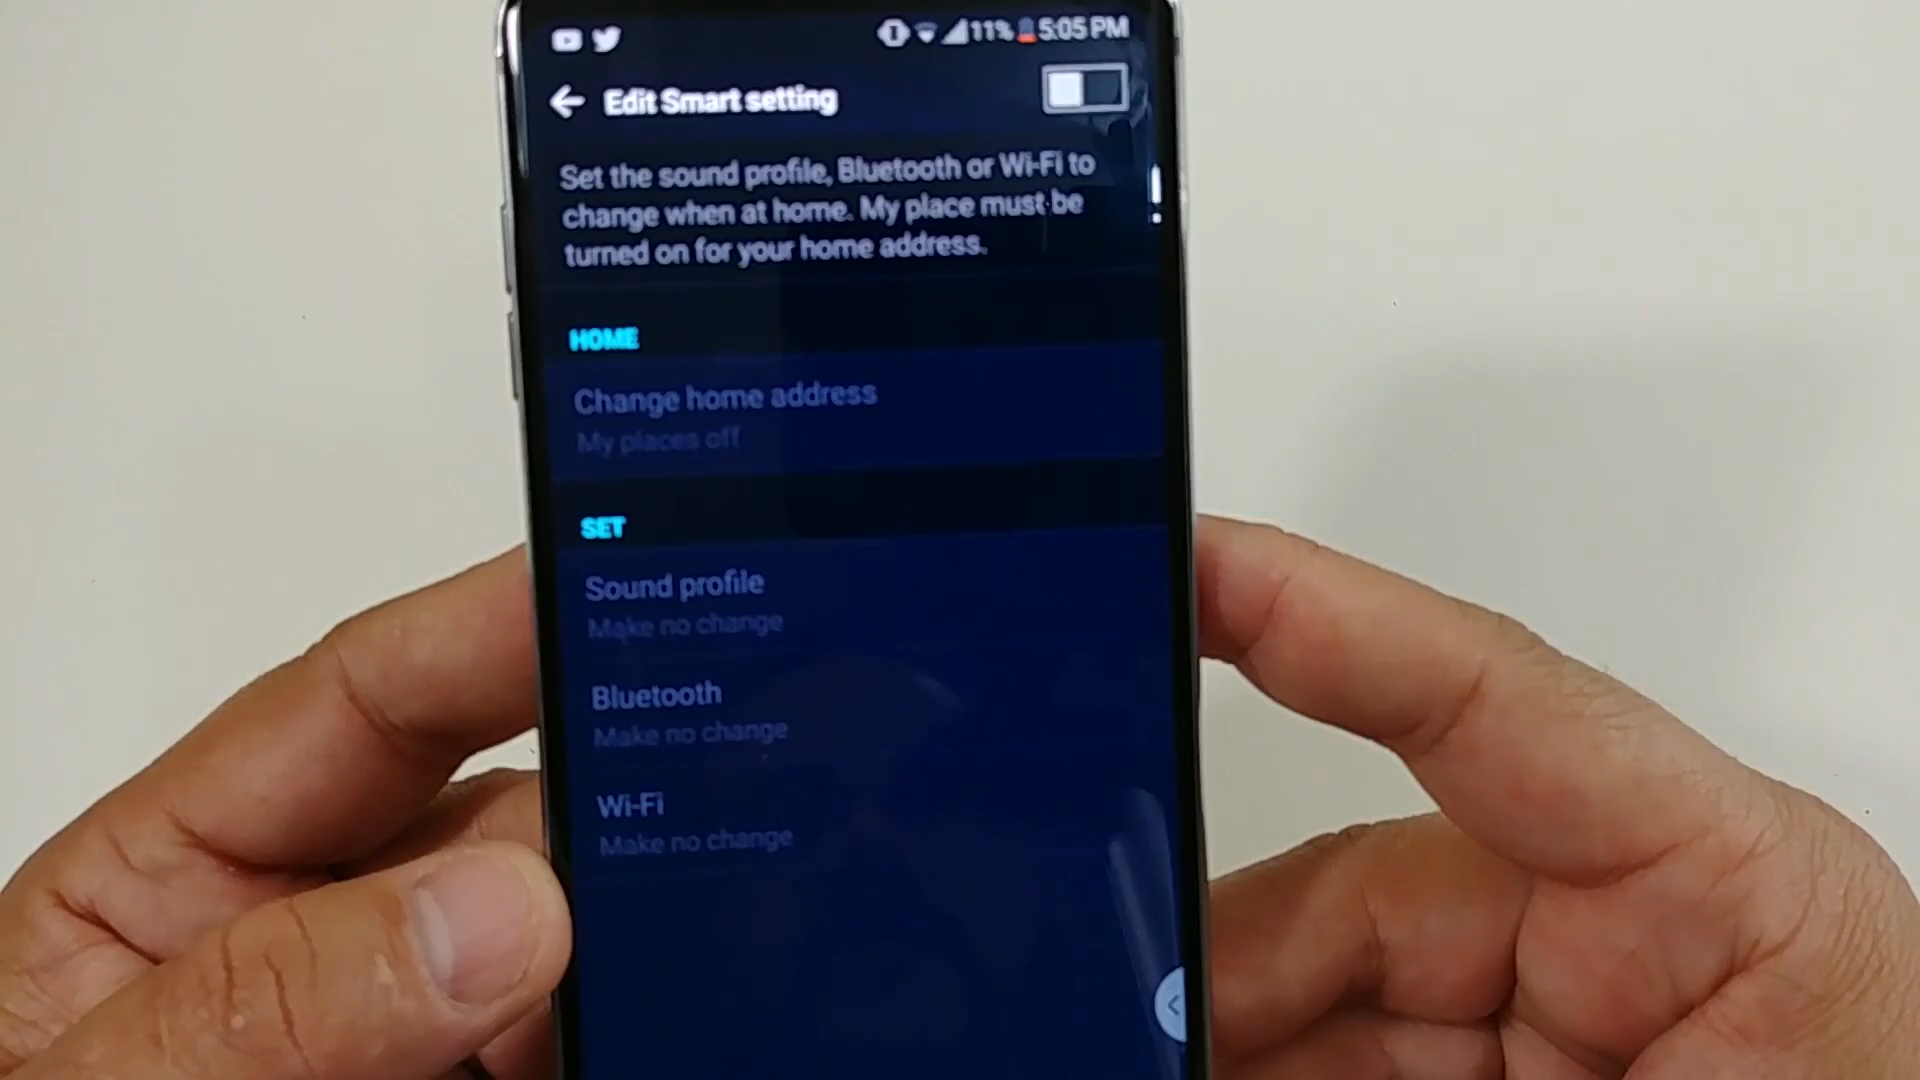 11% 5:05 PM
Edit Smart setting
Set the sound profile, Bluetooth or Wi-Fi to
change when at home. My place must be
turned on for your home address.
HOME
Change home address
My places off
SET
Sound profile
Make no change
Bluetooth
Make no change
Wi-Fi
Make no change